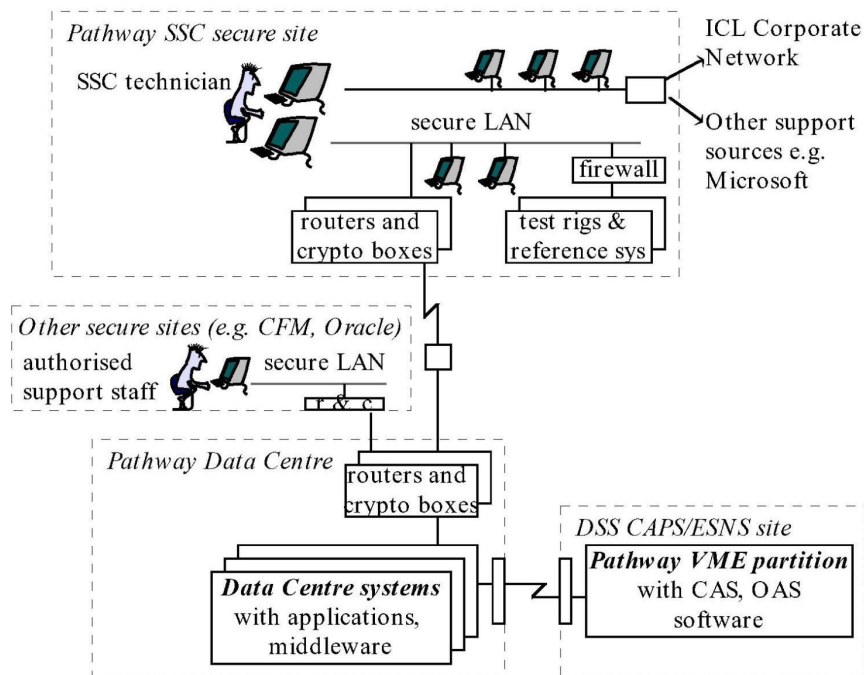 Pathway SSC secure site
SSC technician
ICL Corporate
Network
secure LAN
Other support
sources e.g.
Microsoft
firewall
routers and
crypto boxes
test rigs &
reference sys
Other secure sites (e.g. CFM, Oracle)
authorised
support staff
secure LAN
r & c
Pathway Data Centre
routers and
crypto boxes
DSS CAPS/ESNS site
Data Centre systems
with applications,
middleware
Pathway VME partition
with CAS, OAS
software